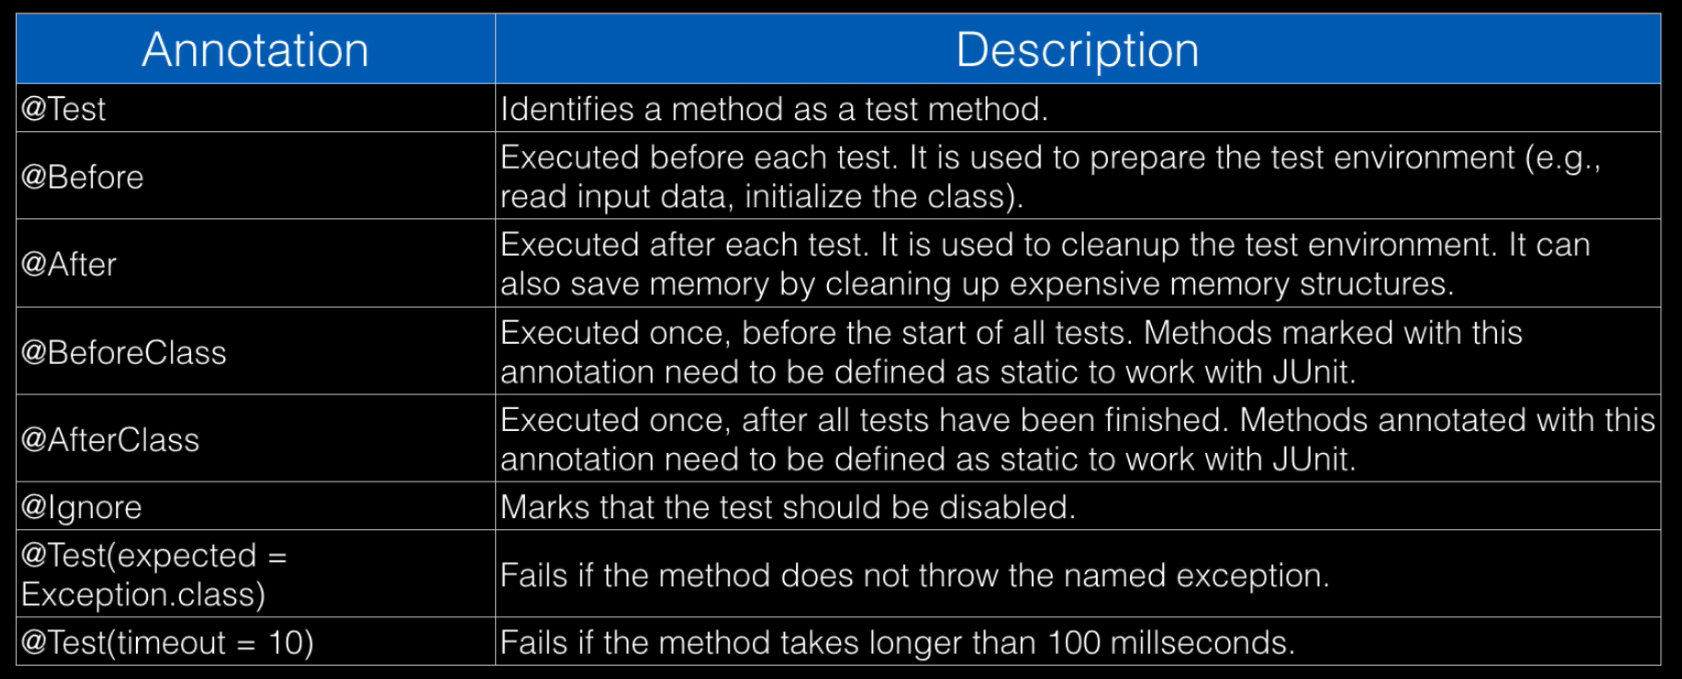 Annotation Description
@Test Identifies a method as a test method.
@Before
Executed before each test. It is used to prepare the test environment (e.g.,
read input data, initialize the class).
@After
Executed after each test. It is used to cleanup the test environment. It can
also save memory by cleaning up expensive memory structures.
@BeforeClass
Executed once, before the start of all tests. Methods marked with this
annotation need to be defined as static to work with JUnit.
@AfterClass
Executed once, after all tests have been finished. Methods annotated with this
annotation need to be defined as static to work with JUnit.
@Ignore Marks that the test should be disabled.
@Test(expected =
Exception.class)
Fails if the method does not throw the named exception.
@Test(timeout = 10) Fails if the method takes longer than 100 millseconds.